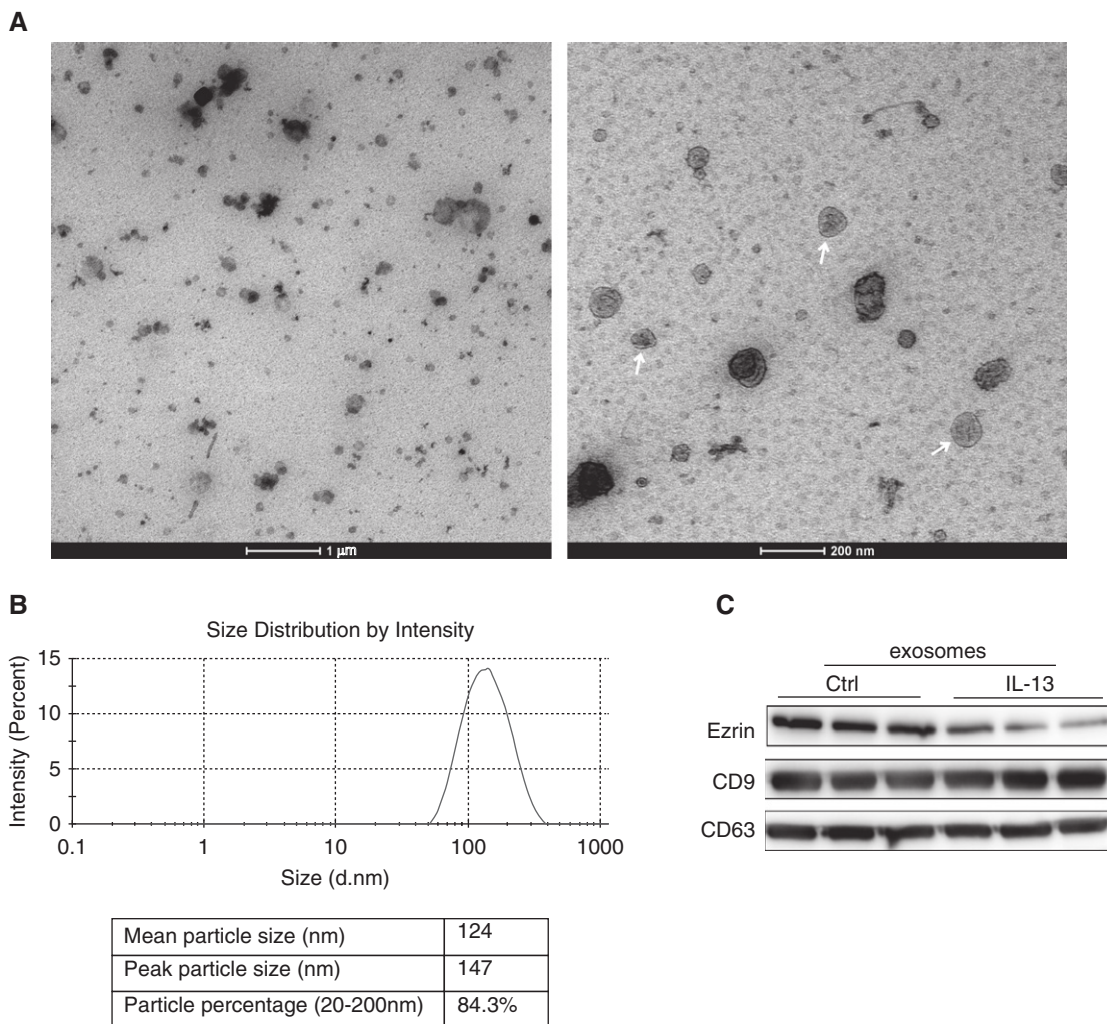 A
1 µm
200 nm
B
Size Distribution by Intensity
Intensity (Percent)
15
10
5
0
0.1 1 10 100 1000
Size (d.nm)
Mean particle size (nm) 124
Peak particle size (nm) 147
Particle percentage (20-200nm) 84.3%
C
exosomes
Ctrl IL-13
Ezrin
CD9
CD63